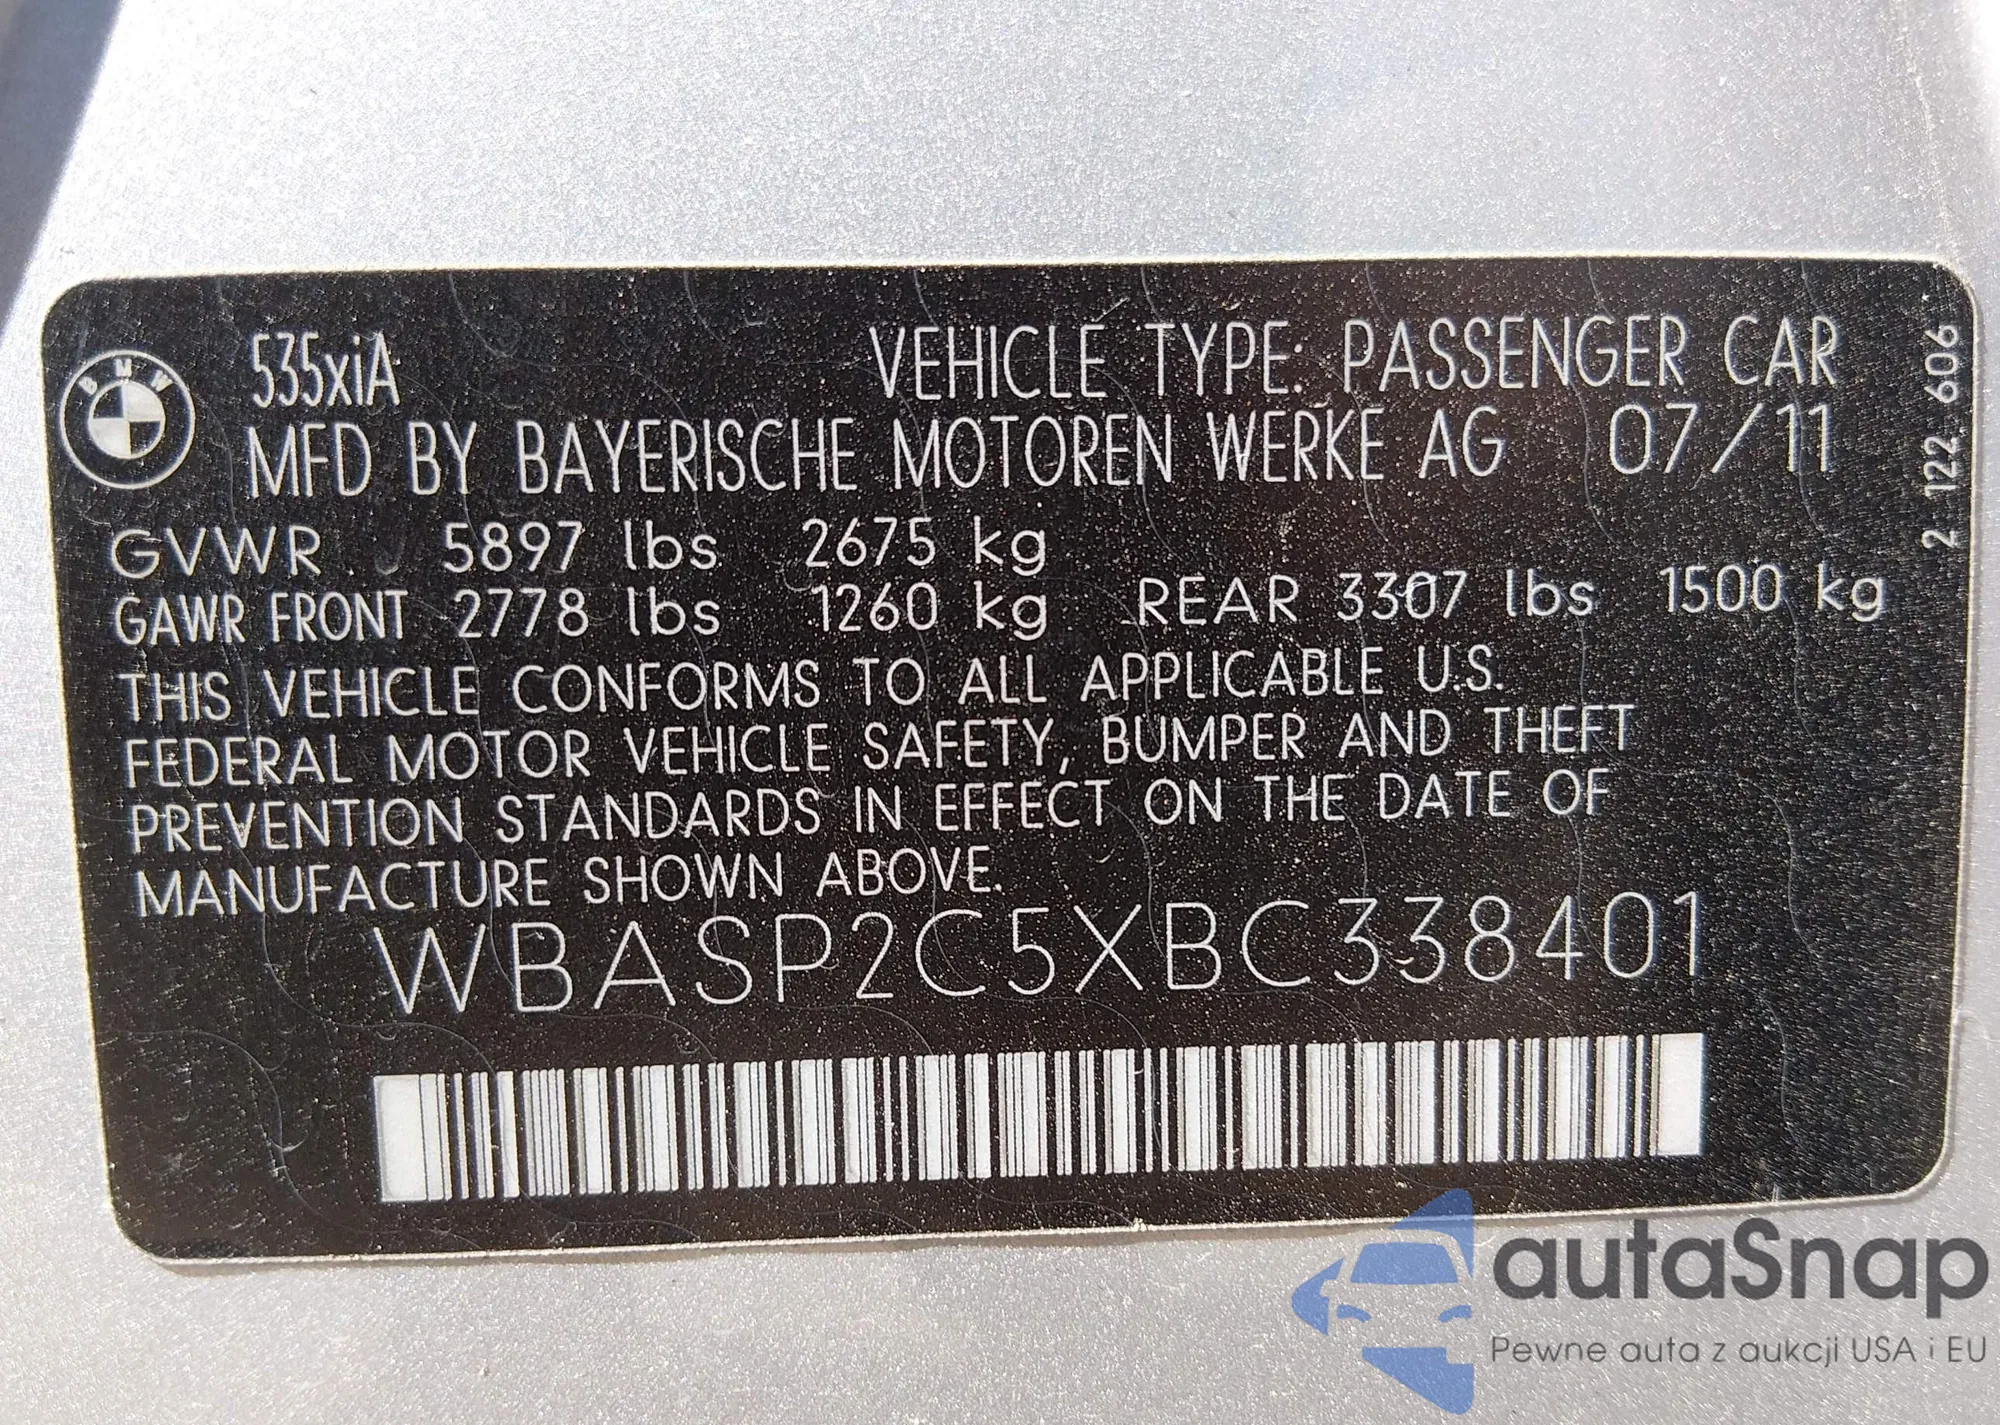 BMW
535xiA VEHICLE TYPE: PASSENGER CAR
MFD BY BAYERISCHE MOTOREN WERKE AG 07/11
GVWR 5897 lbs 2675 kg
GAWR FRONT 2778 lbs 1260 kg REAR 3307 lbs 1500 kg
THIS VEHICLE CONFORMS TO ALL APPLICABLE U.S.
FEDERAL MOTOR VEHICLE SAFETY, BUMPER AND THEFT
PREVENTION STANDARDS IN EFFECT ON THE DATE OF
MANUFACTURE SHOWN ABOVE.
WBASP2C5XBC338401
2 122 606
autaSnap
Pewne auta z aukcji USA i EU